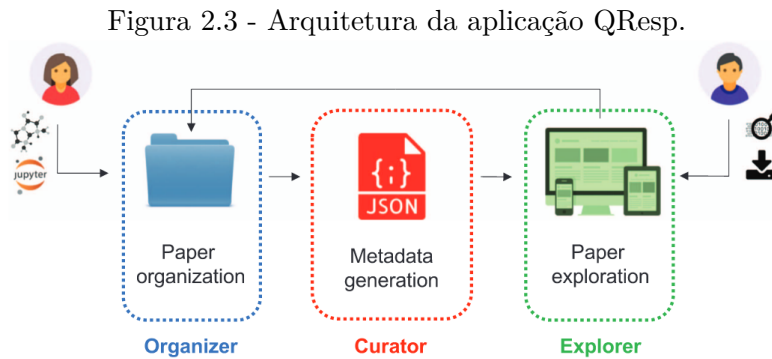 Figura 2.3 - Arquitetura da aplicação QResp.
jupyter
{;}
JSON
Paper
organization
Metadata
generation
Paper
exploration
Organizer
Curator
Explorer